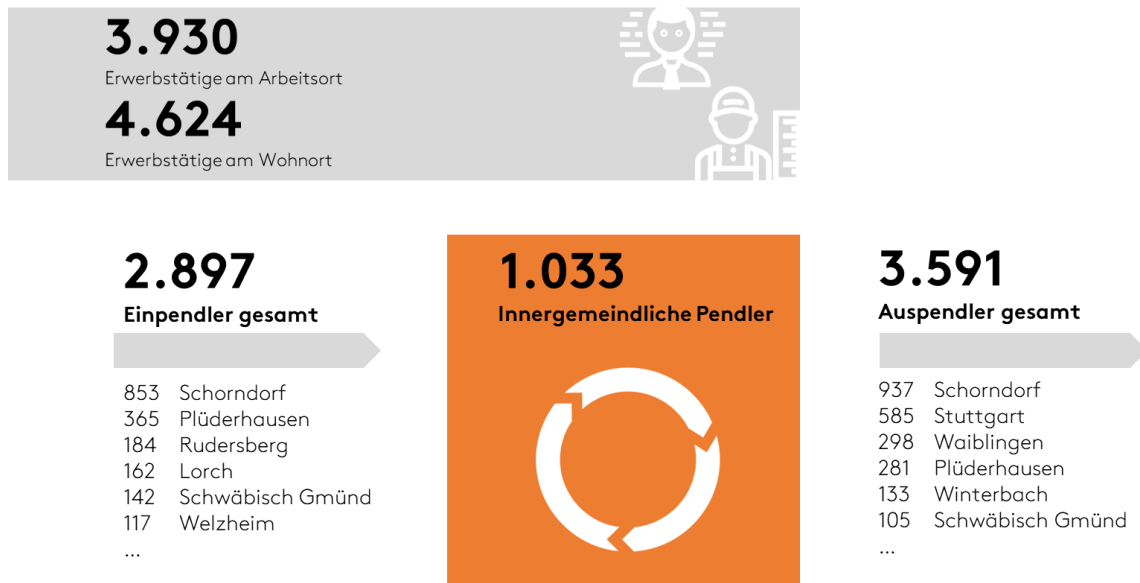 3.930
Erwerbstätige am Arbeitsort
4.624
Erwerbstätige am Wohnort
2.897
Einpendler gesamt
853 Schorndorf
365 Plüderhausen
184 Rudersberg
162 Lorch
142 Schwäbisch Gmünd
117 Welzheim
...
1.033
Innergemeindliche Pendler
3.591
Auspendler gesamt
937 Schorndorf
585 Stuttgart
298 Waiblingen
281 Plüderhausen
133 Winterbach
105 Schwäbisch Gmünd
...